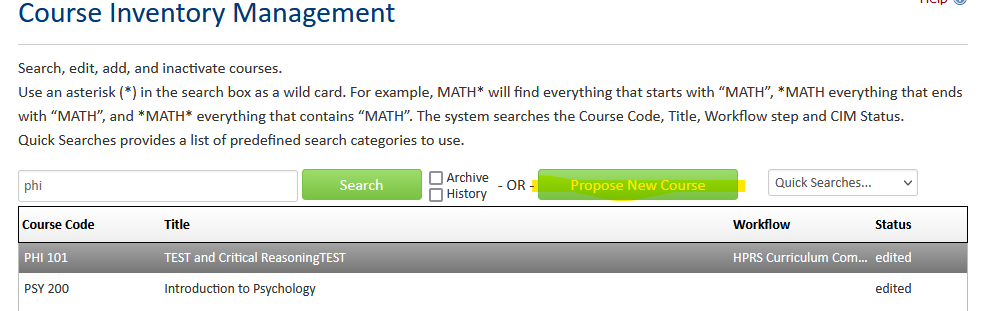 Help
Course Inventory Management
Search, edit, add, and inactivate courses.
Use an asterisk (*) in the search box as a wild card. For example, MATH* will find everything that starts with “MATH”, *MATH everything that ends
with “MATH”, and *MATH* everything that contains “MATH”. The system searches the Course Code, Title, Workflow step and CIM Status.
Quick Searches provides a list of predefined search categories to use.
phi Search Archive History - OR - Propose New Course Quick Searches...
Course Code Title Workflow Status
PHI 101 TEST and Critical ReasoningTEST HPRS Curriculum Com... edited
PSY 200 Introduction to Psychology edited